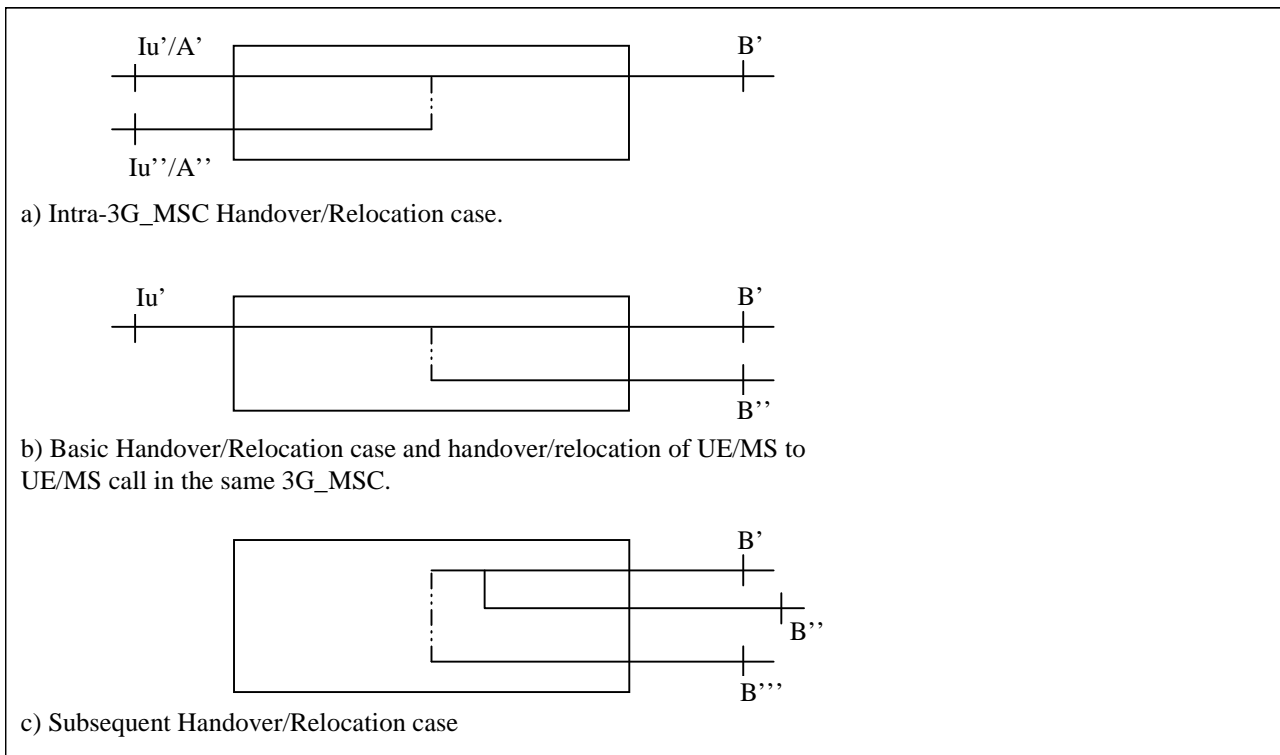 Iu’/A’
B’
Iu’’/A’’
a) Intra-3G_MSC Handover/Relocation case.
Iu’
B’
B’’
b) Basic Handover/Relocation case and handover/relocation of UE/MS to
UE/MS call in the same 3G_MSC.
B’
B’’
B’’’
c) Subsequent Handover/Relocation case